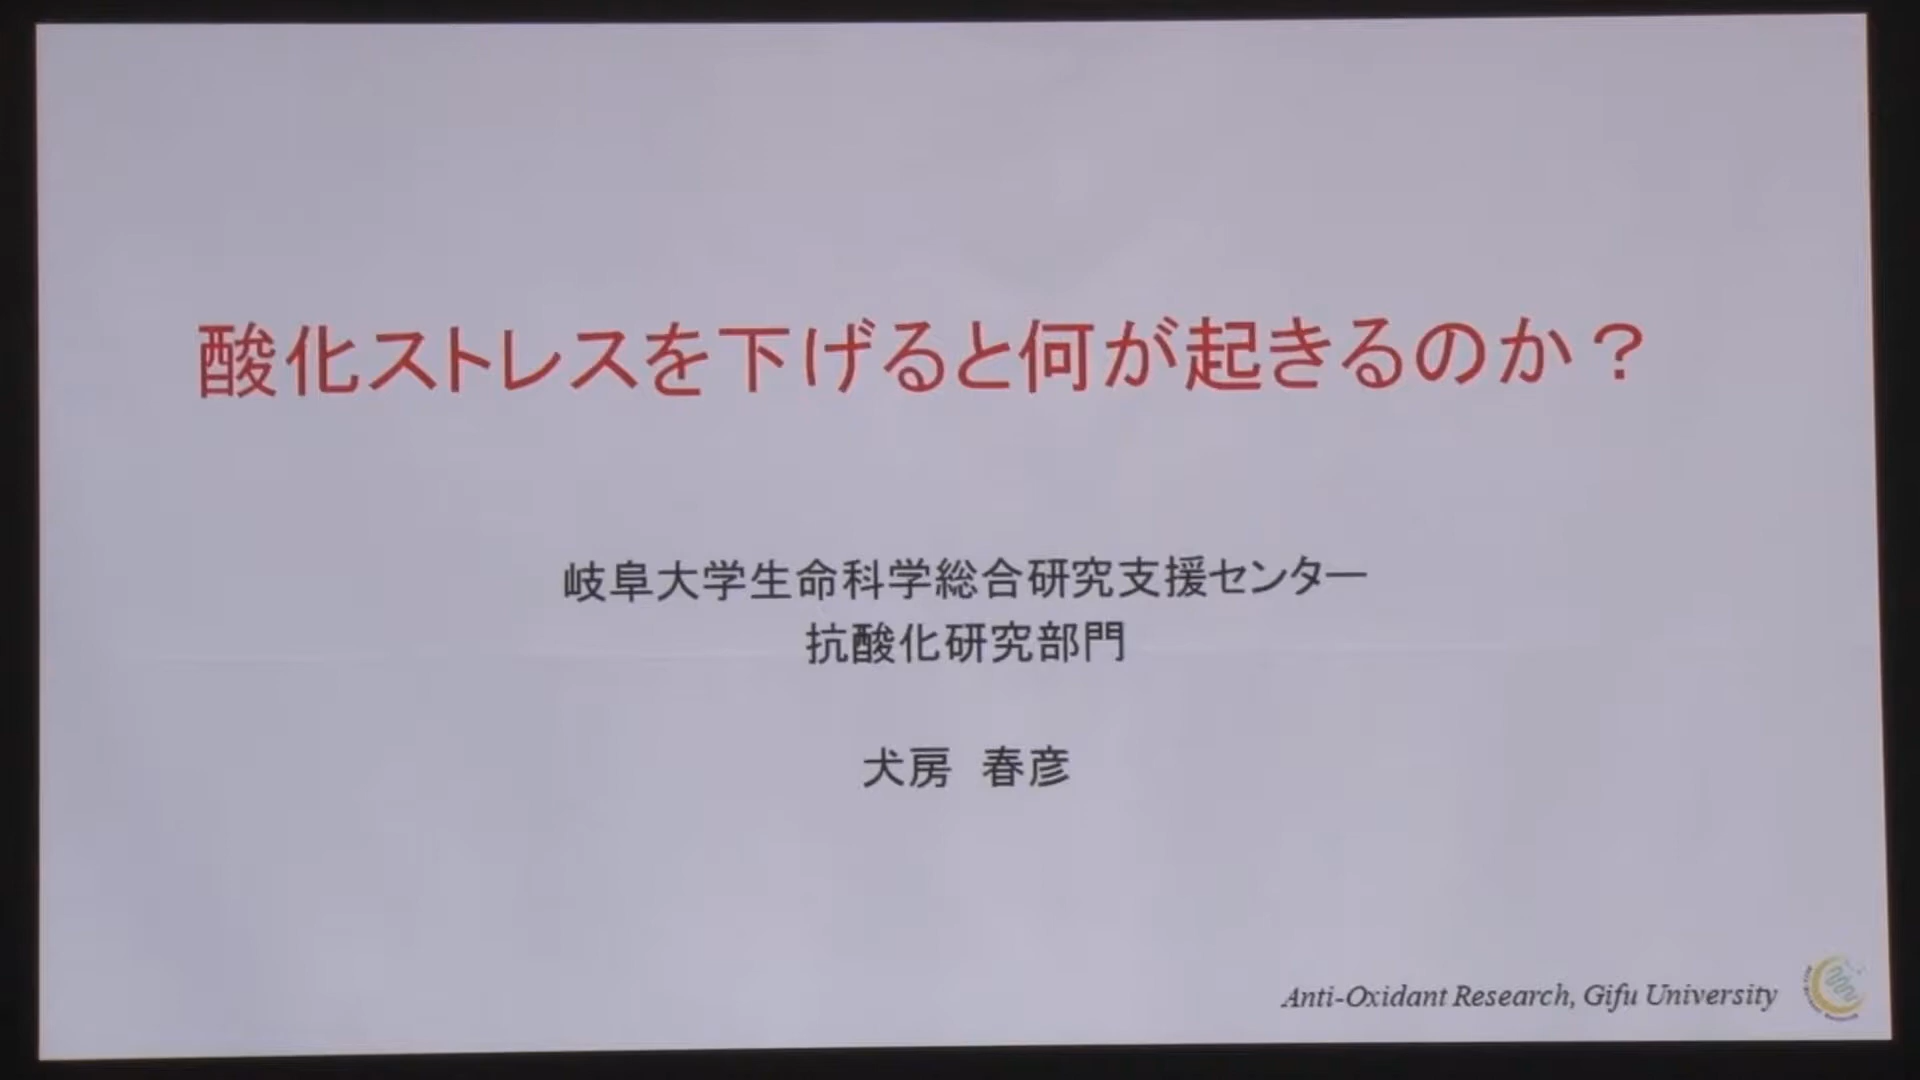 酸化ストレスを下げると何が起きるのか？
岐阜大学生命科学総合研究支援センター
抗酸化研究部門
犬房　春彦
Anti-Oxidant Research, Gifu University